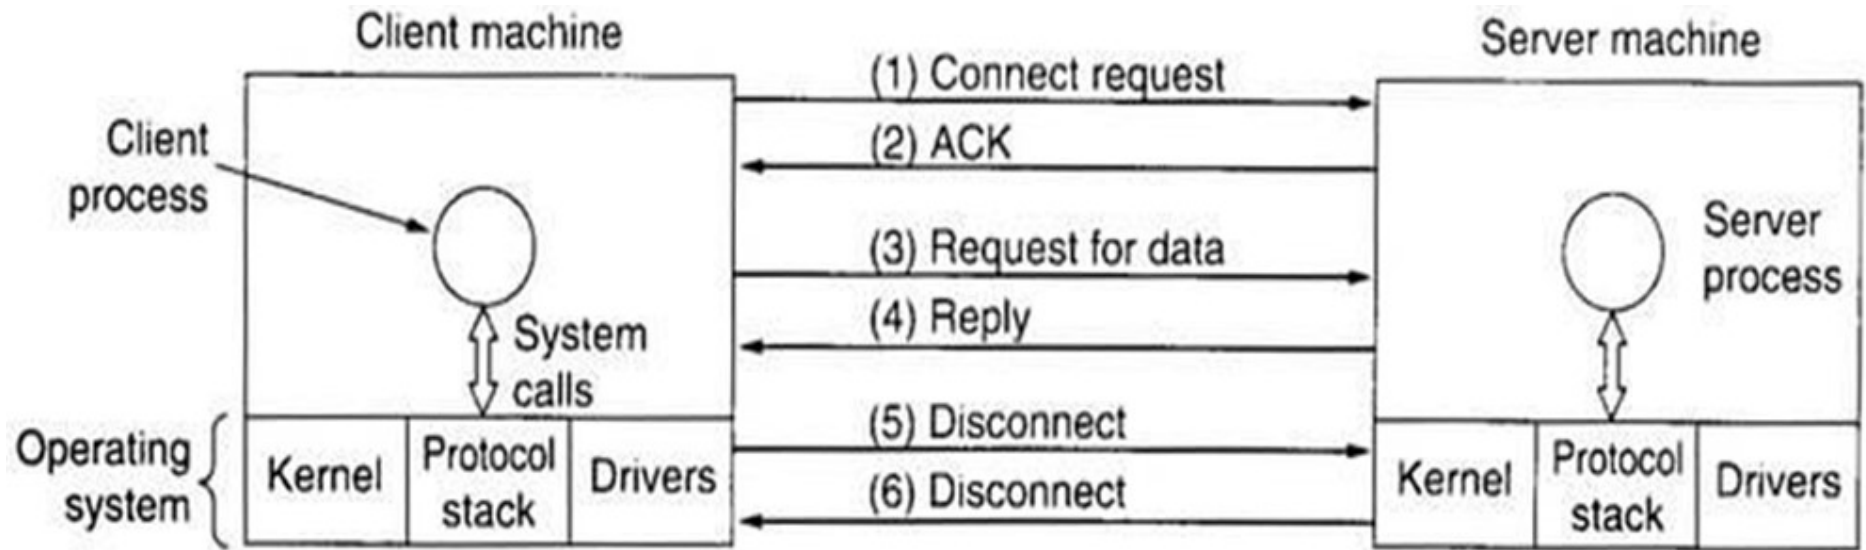 Client machine
Server machine
(1) Connect request
(2) ACK
Client
process
(3) Request for data
Server
process
(4) Reply
System
calls
(5) Disconnect
(6) Disconnect
Operating
system
Kernel
Protocol
stack
Drivers
Kernel
Protocol
stack
Drivers